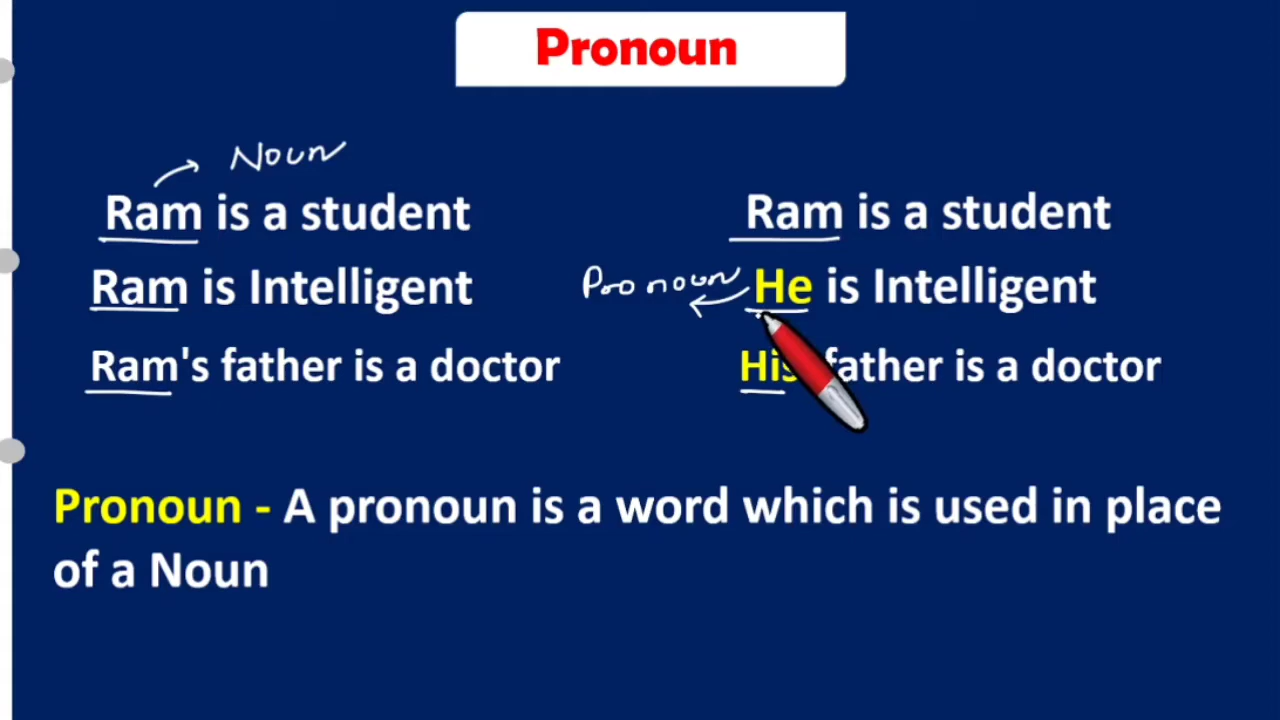 Pronoun
Noun
Ram is a student
Ram is Intelligent
Ram's father is a doctor
Ram is a student
Pronoun He is Intelligent
His father is a doctor
Pronoun - A pronoun is a word which is used in place
of a Noun